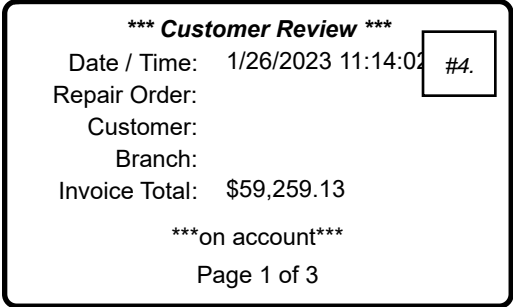 *** Customer Review ***
Date / Time: 1/26/2023 11:14:02
#4.
Repair Order:
Customer:
Branch:
Invoice Total: $59,259.13
***on account***
Page 1 of 3